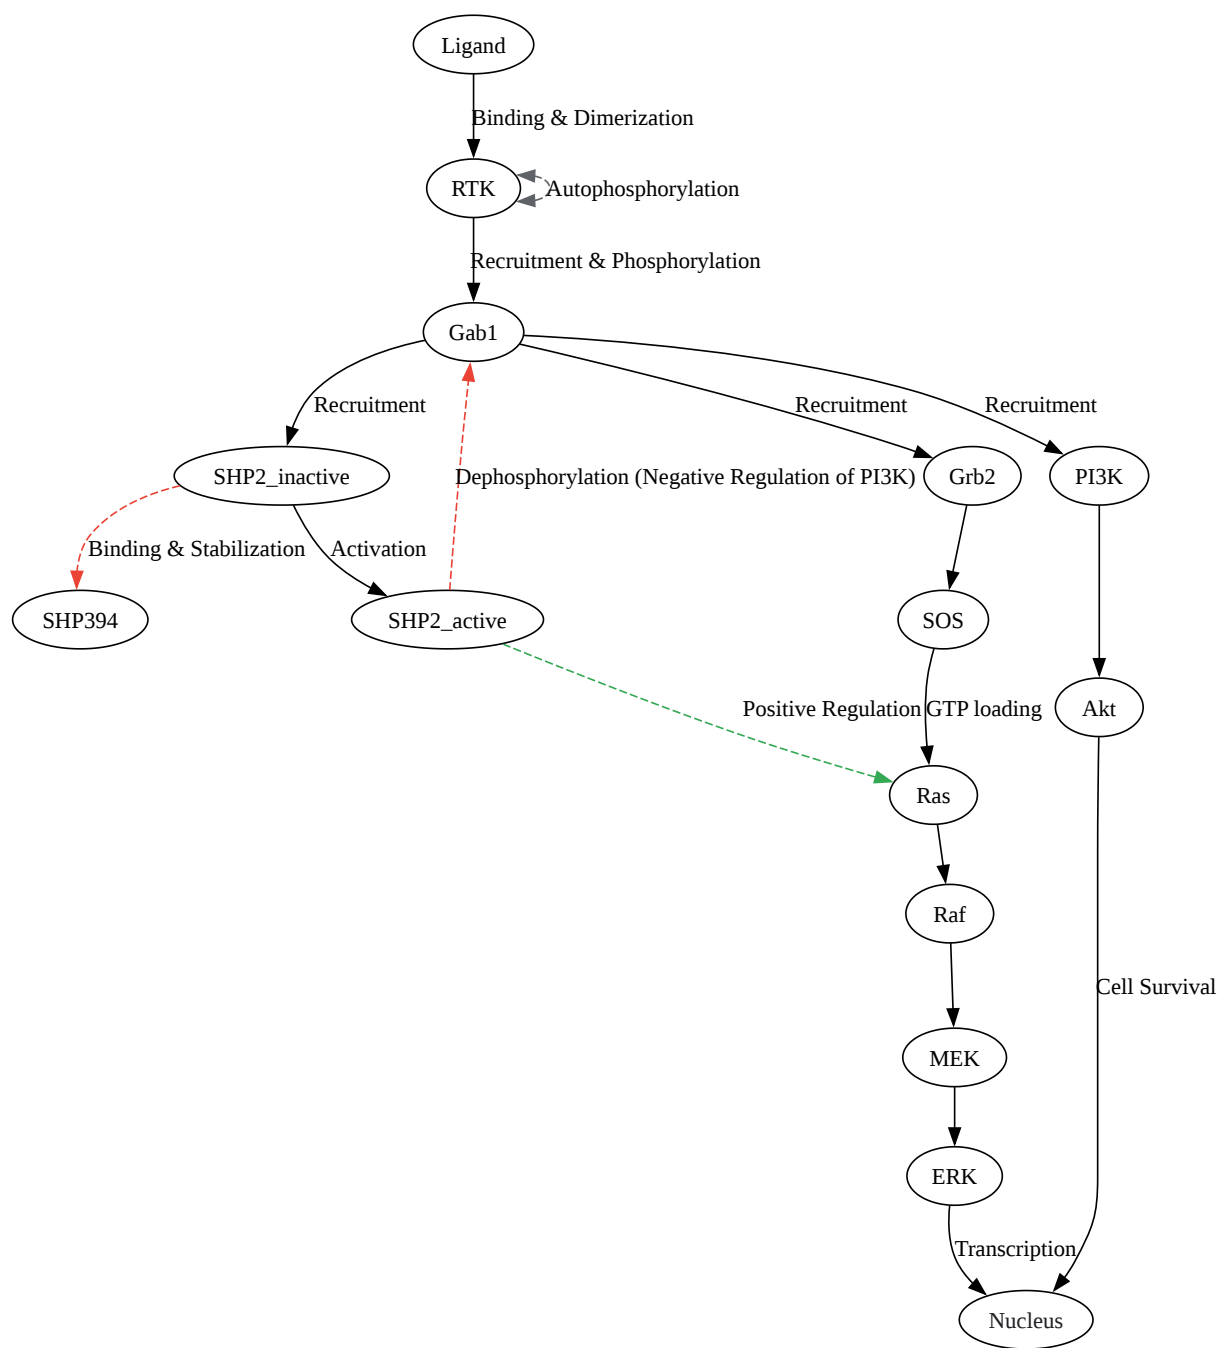 Ligand
Binding & Dimerization
RTK
Autophosphorylation
Recruitment & Phosphorylation
Gab1
Recruitment
Recruitment
Recruitment
SHP2_inactive
Dephosphorylation (Negative Regulation of PI3K)
Grb2
PI3K
Binding & Stabilization
Activation
SHP394
SHP2_active
SOS
Positive Regulation
GTP loading
Akt
Ras
Raf
Cell Survival
MEK
ERK
Transcription
Nucleus